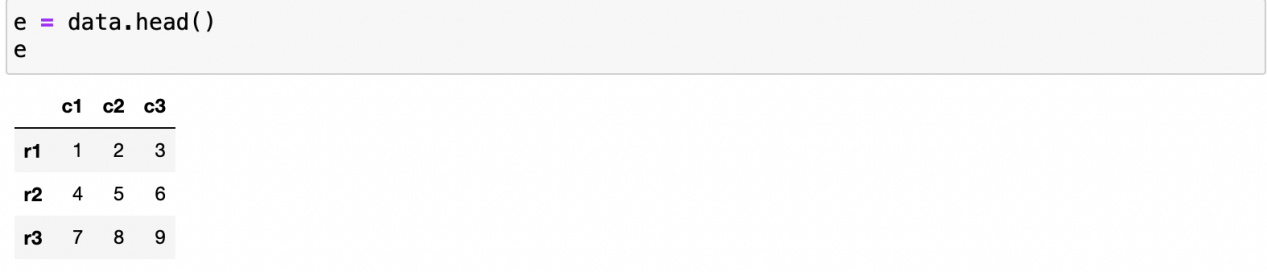 e = data.head()
e
c1 c2 c3
r1 1 2 3
r2 4 5 6
r3 7 8 9